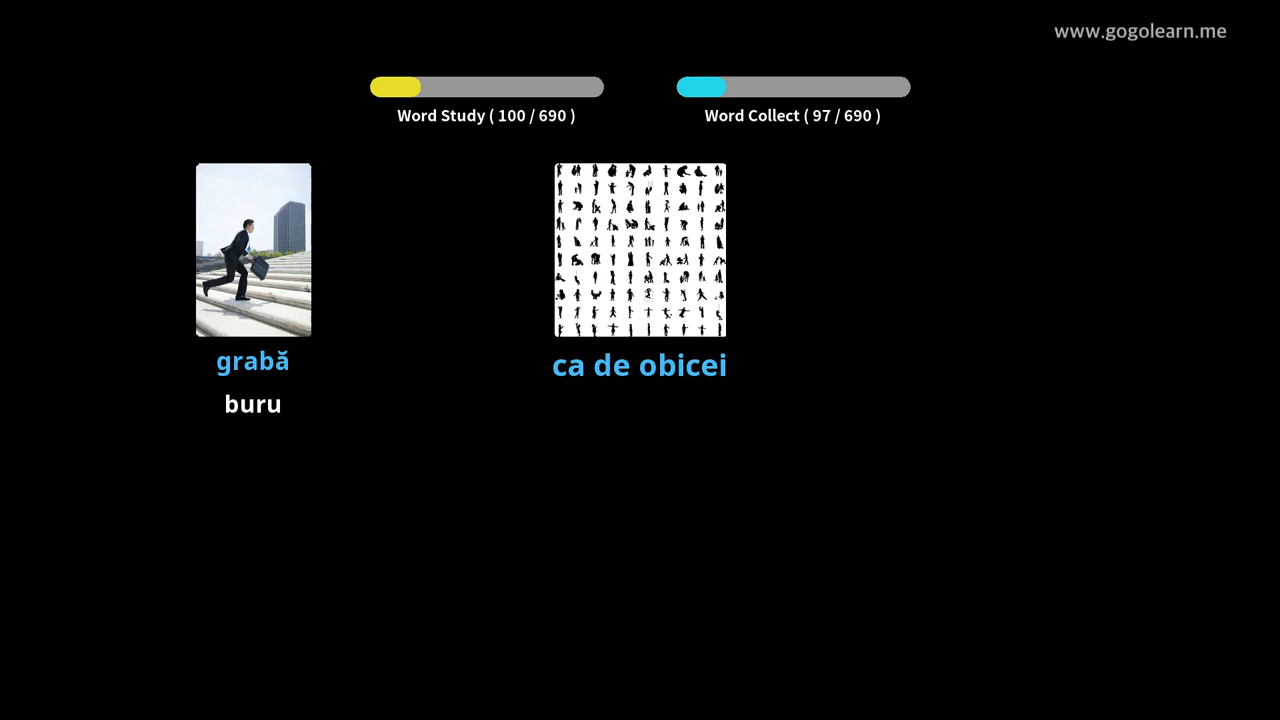 www.gogolearn.me
Word Study ( 100 / 690 )
Word Collect ( 97 / 690 )
grabă
buru
ca de obicei